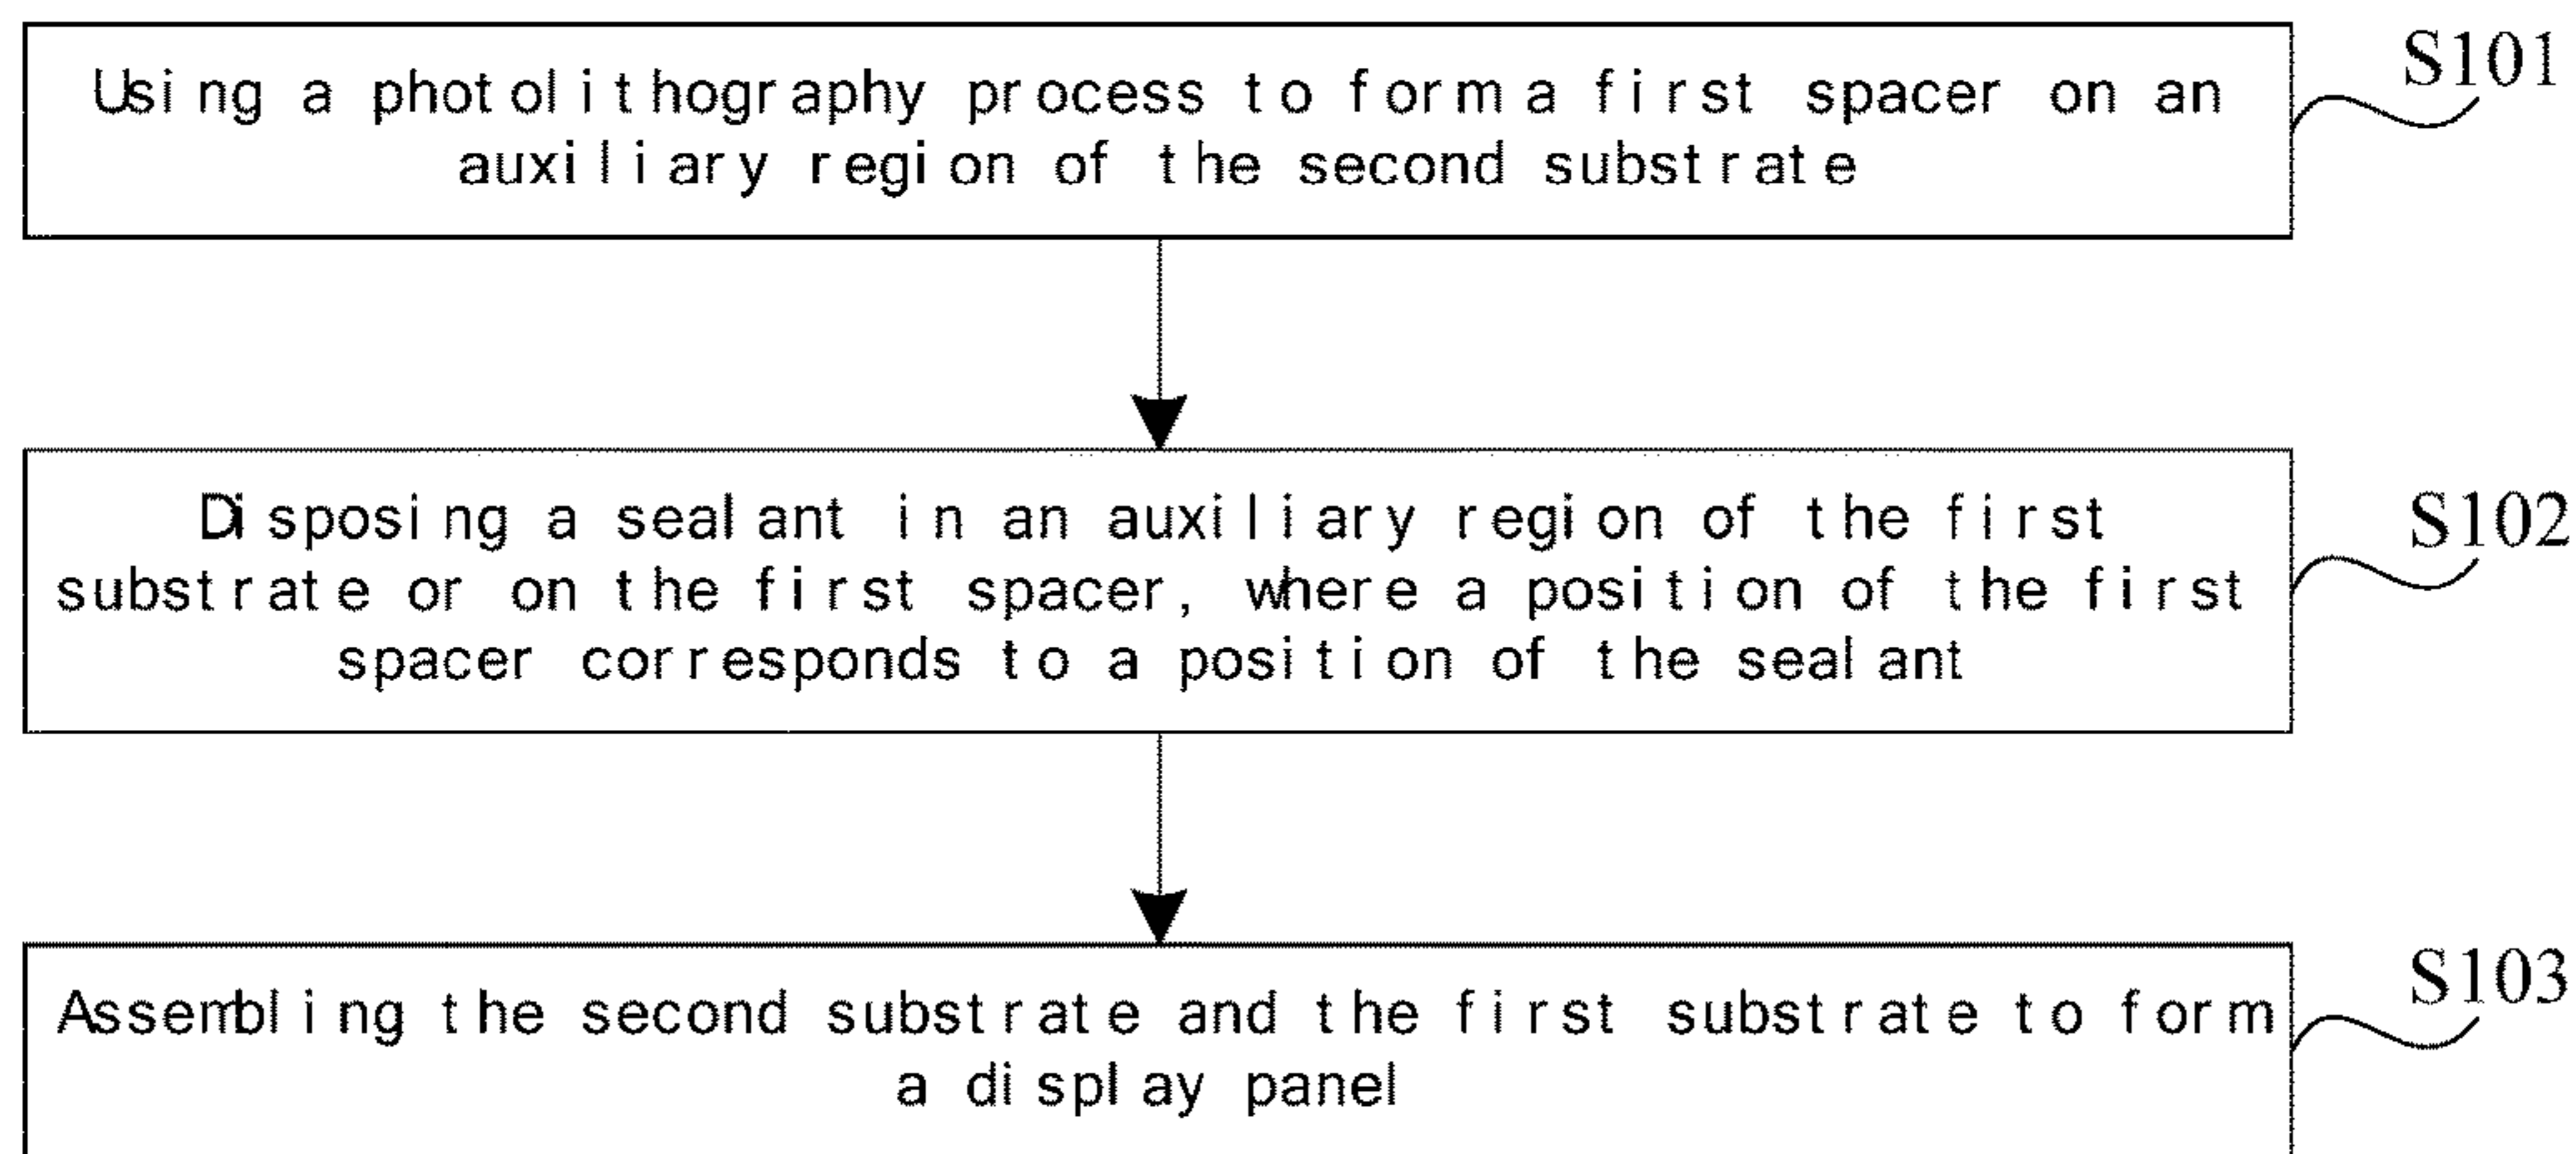 Using a photolithography process to form a first spacer on an
auxiliary region of the second substrate
S101
Disposing a sealant in an auxiliary region of the first
substrate or on the first spacer, where a position of the first
spacer corresponds to a position of the sealant
S102
Assembling the second substrate and the first substrate to form
a display panel
S103